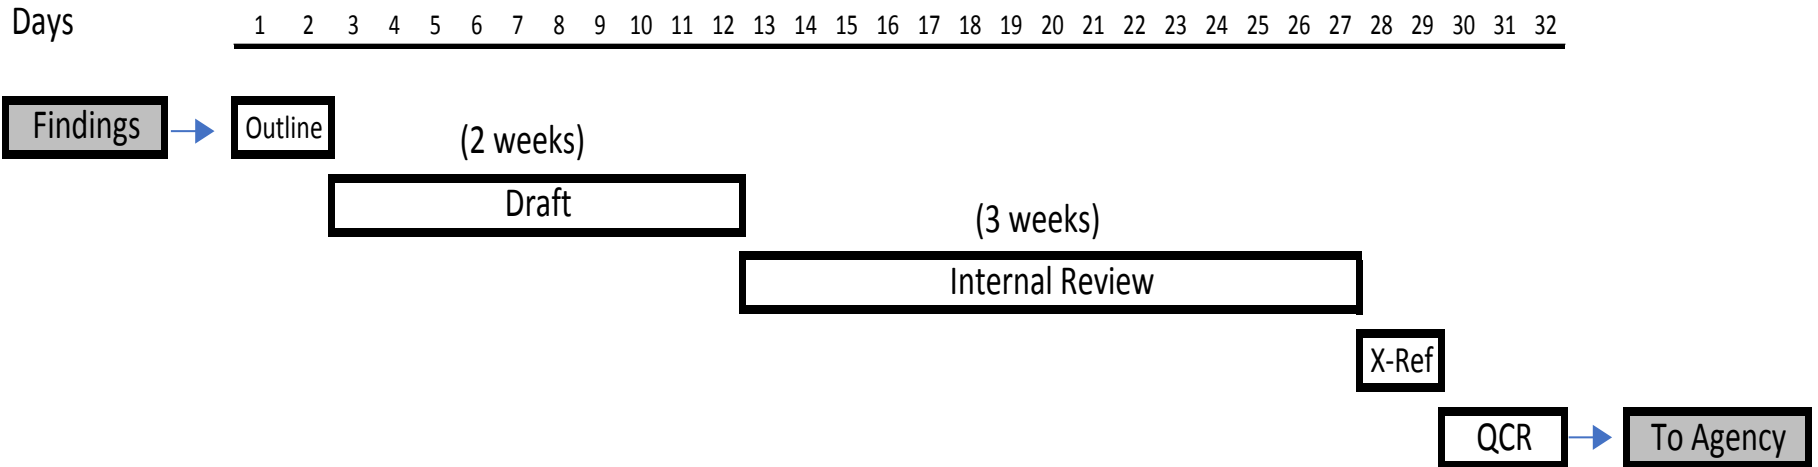 Days 1 2 3 4 5 6 7 8 9 10 11 12 13 14 15 16 17 18 19 20 21 22 23 24 25 26 27 28 29 30 31 32
Findings Outline
(2 weeks)
Draft
(3 weeks)
Internal Review
X-Ref
QCR To Agency